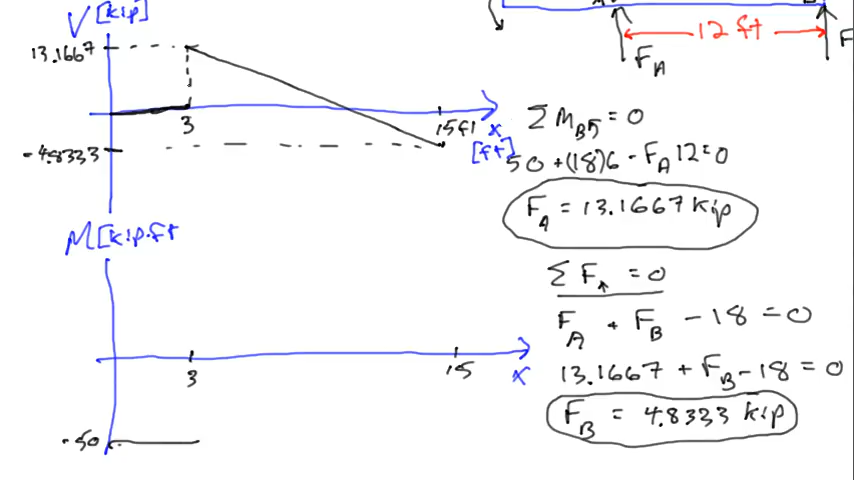 V [kip]
13.1667
3
15ft
x
[ft]
-4.8333
M [kip.ft
3
15
x
-50
A
B
12 ft
F_A
F
ΣM_B↰ = 0
50 + (18)6 - F_A 12 = 0
F_A = 13.1667 kip
ΣF↑ = 0
F_A + F_B - 18 = 0
13.1667 + F_B - 18 = 0
F_B = 4.8333 kip